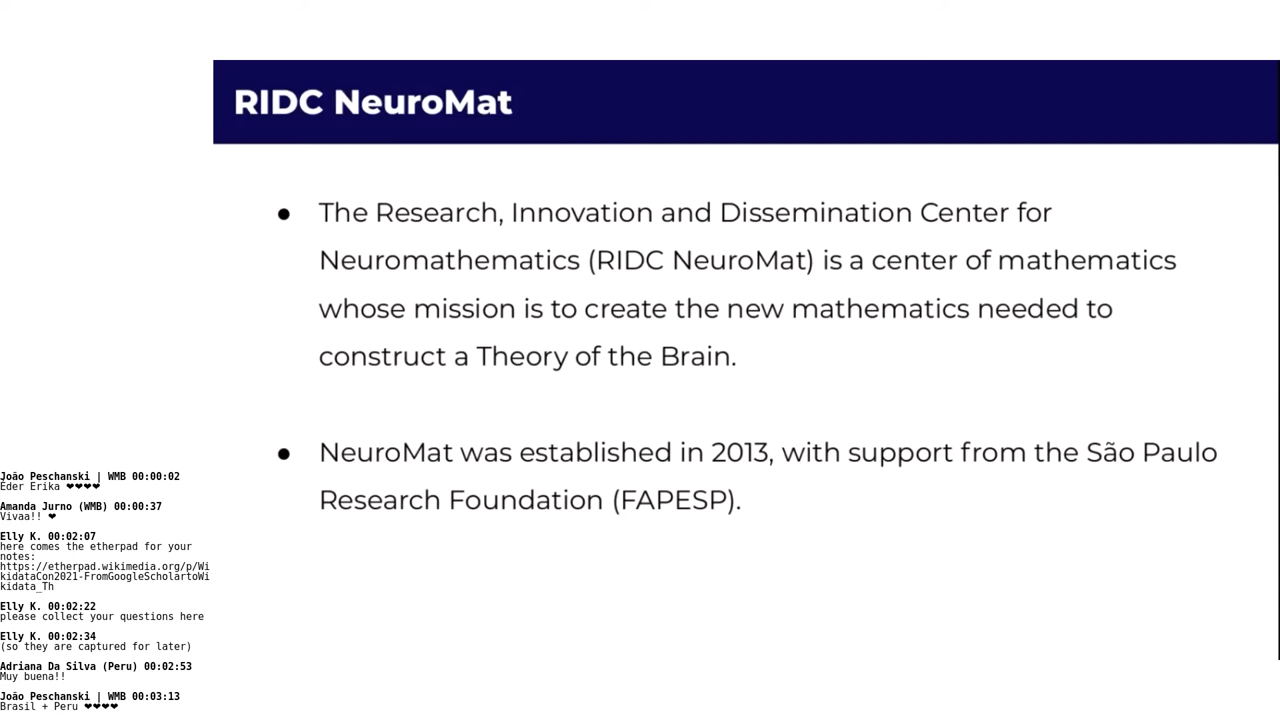 RIDC NeuroMat
● The Research, Innovation and Dissemination Center for
Neuromathematics (RIDC NeuroMat) is a center of mathematics
whose mission is to create the new mathematics needed to
construct a Theory of the Brain.
● NeuroMat was established in 2013, with support from the São Paulo
Research Foundation (FAPESP).
João Peschanski | WMB 00:00:02
Éder Erika ❤❤❤❤
Amanda Jurno (WMB) 00:00:37
Vivaa!! ❤
Elly K. 00:02:07
here comes the etherpad for your
notes:
https://etherpad.wikimedia.org/p/Wi
kidataCon2021-FromGoogleScholartoWi
kidata_Th
Elly K. 00:02:22
please collect your questions here
Elly K. 00:02:34
(so they are captured for later)
Adriana Da Silva (Peru) 00:02:53
Muy buena!!
João Peschanski | WMB 00:03:13
Brasil + Peru ❤❤❤❤